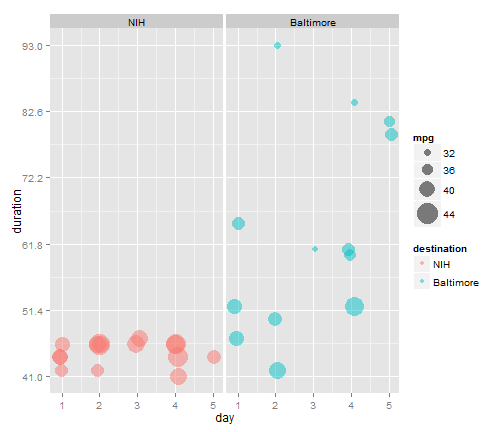 NIH Baltimore
93.0
82.6
72.2
61.8
51.4
41.0
duration
1 2 3 4 5 1 2 3 4 5
day
mpg
32
36
40
44
destination
NIH
Baltimore